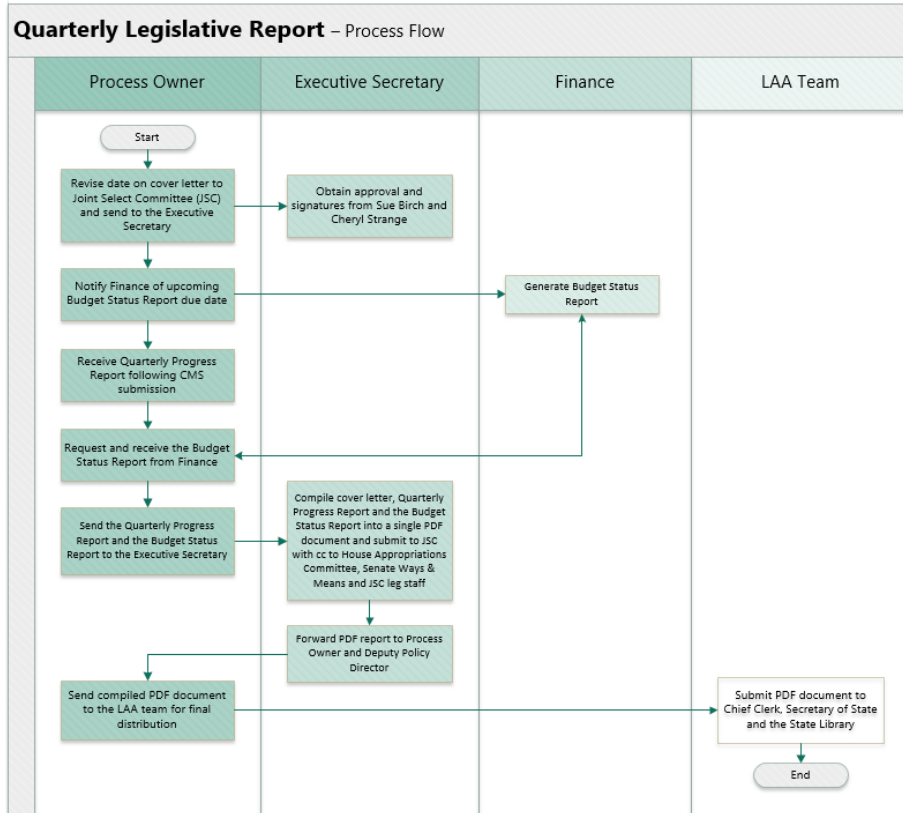 Quarterly Legislative Report – Process Flow
Process Owner
Executive Secretary
Finance
LAA Team
Start
Revise date on cover letter to
Joint Select Committee (JSC)
and send to the Executive
Secretary
Obtain approval and
signatures from Sue Birch and
Cheryl Strange
Notify Finance of upcoming
Budget Status Report due date
Generate Budget Status
Report
Receive Quarterly Progress
Report following CMS
submission
Request and receive the Budget
Status Report from Finance
Send the Quarterly Progress
Report and the Budget Status
Report to the Executive Secretary
Compile cover letter, Quarterly
Progress Report and the Budget
Status Report into a single PDF
document and submit to JSC
with cc to House Appropriations
Committee, Senate Ways &
Means and JSC leg staff
Forward PDF report to Process
Owner and Deputy Policy
Director
Send compiled PDF document
to the LAA team for final
distribution
Submit PDF document to
Chief Clerk, Secretary of State
and the State Library
End